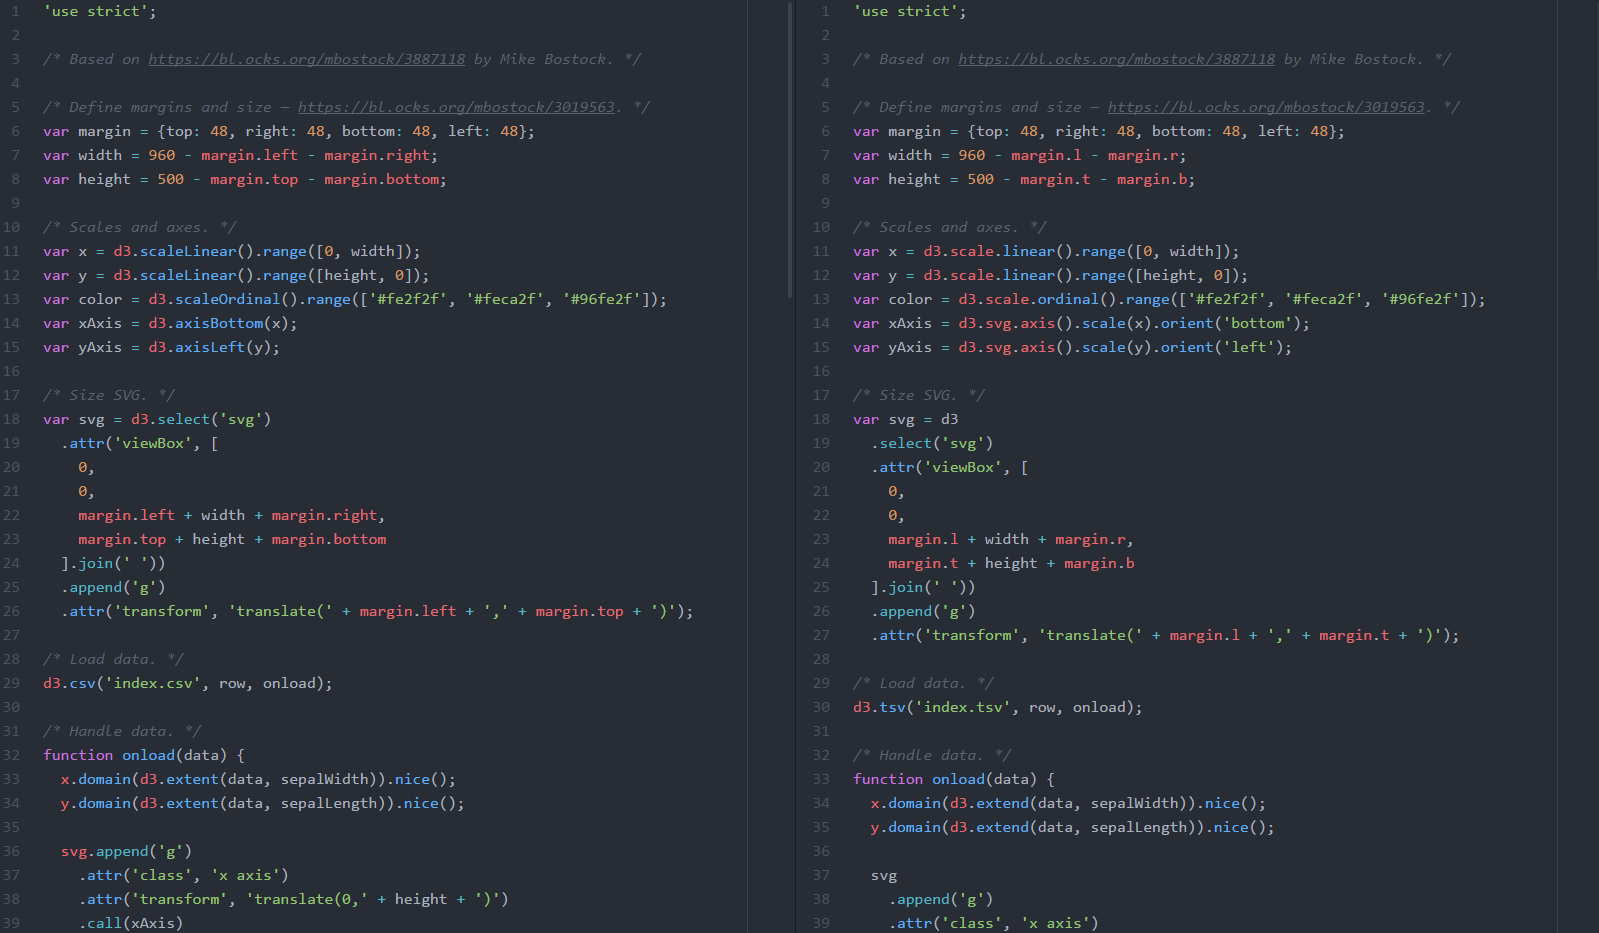 1 'use strict';
2
3 /* Based on https://bl.ocks.org/mbostock/3887118 by Mike Bostock. */
4
5 /* Define margins and size — https://bl.ocks.org/mbostock/3019563. */
6 var margin = {top: 48, right: 48, bottom: 48, left: 48};
7 var width = 960 - margin.left - margin.right;
8 var height = 500 - margin.top - margin.bottom;
9
10 /* Scales and axes. */
11 var x = d3.scaleLinear().range([0, width]);
12 var y = d3.scaleLinear().range([height, 0]);
13 var color = d3.scaleOrdinal().range(['#fe2f2f', '#feca2f', '#96fe2f']);
14 var xAxis = d3.axisBottom(x);
15 var yAxis = d3.axisLeft(y);
16
17 /* Size SVG. */
18 var svg = d3.select('svg')
19   .attr('viewBox', [
20     0,
21     0,
22     margin.left + width + margin.right,
23     margin.top + height + margin.bottom
24   ].join(' '))
25   .append('g')
26   .attr('transform', 'translate(' + margin.left + ',' + margin.top + ')');
27
28 /* Load data. */
29 d3.csv('index.csv', row, onload);
30
31 /* Handle data. */
32 function onload(data) {
33   x.domain(d3.extent(data, sepalWidth)).nice();
34   y.domain(d3.extent(data, sepalLength)).nice();
35
36   svg.append('g')
37     .attr('class', 'x axis')
38     .attr('transform', 'translate(0,' + height + ')')
39     .call(xAxis)
1 'use strict';
2
3 /* Based on https://bl.ocks.org/mbostock/3887118 by Mike Bostock. */
4
5 /* Define margins and size — https://bl.ocks.org/mbostock/3019563. */
6 var margin = {top: 48, right: 48, bottom: 48, left: 48};
7 var width = 960 - margin.l - margin.r;
8 var height = 500 - margin.t - margin.b;
9
10 /* Scales and axes. */
11 var x = d3.scale.linear().range([0, width]);
12 var y = d3.scale.linear().range([height, 0]);
13 var color = d3.scale.ordinal().range(['#fe2f2f', '#feca2f', '#96fe2f']);
14 var xAxis = d3.svg.axis().scale(x).orient('bottom');
15 var yAxis = d3.svg.axis().scale(y).orient('left');
16
17 /* Size SVG. */
18 var svg = d3
19   .select('svg')
20   .attr('viewBox', [
21     0,
22     0,
23     margin.l + width + margin.r,
24     margin.t + height + margin.b
25   ].join(' '))
26   .append('g')
27   .attr('transform', 'translate(' + margin.l + ',' + margin.t + ')');
28
29 /* Load data. */
30 d3.tsv('index.tsv', row, onload);
31
32 /* Handle data. */
33 function onload(data) {
34   x.domain(d3.extend(data, sepalWidth)).nice();
35   y.domain(d3.extend(data, sepalLength)).nice();
36
37   svg
38     .append('g')
39     .attr('class', 'x axis')